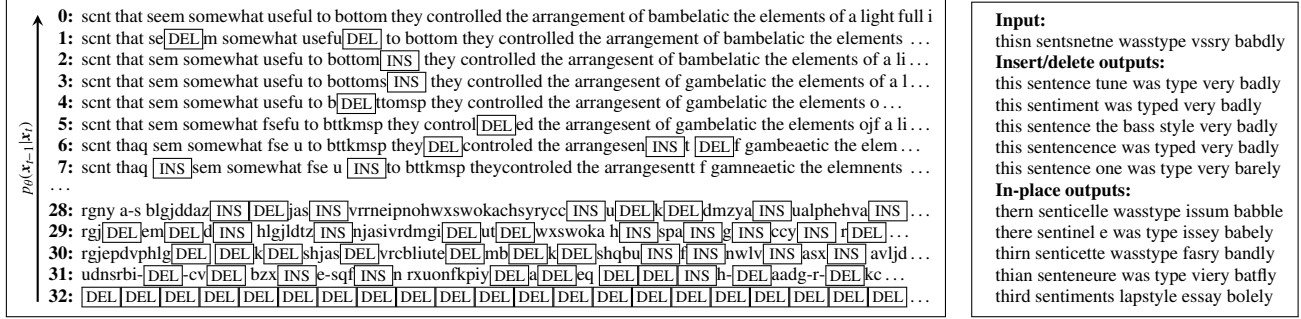 0: scnt that seem somewhat useful to bottom they controlled the arrangement of bambelatic the elements of a light full i
1: scnt that se DEL m somewhat usefu DEL to bottom they controlled the arrangement of bambelatic the elements ...
2: scnt that sem somewhat usefu to bottom INS they controlled the arrangesent of bambelatic the elements of a li...
3: scnt that sem somewhat usefu to bottoms INS they controlled the arrangesent of gambelatic the elements of a l...
4: scnt that sem somewhat usefu to b DEL ttomsp they controlled the arrangesent of gambelatic the elements o ...
5: scnt that sem somewhat fsefu to bttkmsp they control DEL ed the arrangesent of gambelatic the elements ojf a li...
6: scnt thaq sem somewhat fse u to bttkmsp they DEL controled the arrangesen INS t DEL f gambeaetic the elem ...
7: scnt thaq INS sem somewhat fse u INS to bttkmsp theycontroled the arrangesentt f gamneaetic the elemnents ...
...
28: rgny a-s blgjddaz INS DEL jas INS vrrneipnohwxswokachsyrycc INS u DEL k DEL dmzya INS ualphehva INS ...
29: rgj DEL em DEL d INS hlgjldtz INS njasivrdmgi DEL ut DEL wxswoka h INS spa INS g INS ccy INS r DEL ...
30: rgjepdvphlg DEL DEL k DEL shjas DEL vrcbliiute DEL mb DEL k DEL shqbu INS f INS nwlv INS asx INS avljd...
31: udnsrbi- DEL -cv DEL bzx INS e-sqf INS n rxuonfkpiy DEL a DEL eq DEL DEL INS h- DEL aadg-r- DEL kc...
32: DEL DEL DEL DEL DEL DEL DEL DEL DEL DEL DEL DEL DEL DEL DEL DEL DEL DEL DEL DEL DEL ...
pθ(xt−1|xt)
Input:
thisn sentsnetne wasstype vssry babdly
Insert/delete outputs:
this sentence tune was type very badly
this sentiment was typed very badly
this sentence the bass style very badly
this sentencence was typed very badly
this sentence one was type very barely
In-place outputs:
thern senticelle wasstype issum babble
there sentinel e was type issey babely
thirn senticette wasstype fasry bandly
thian senteneure was type viery batfly
third sentiments lapstyle essay bolely